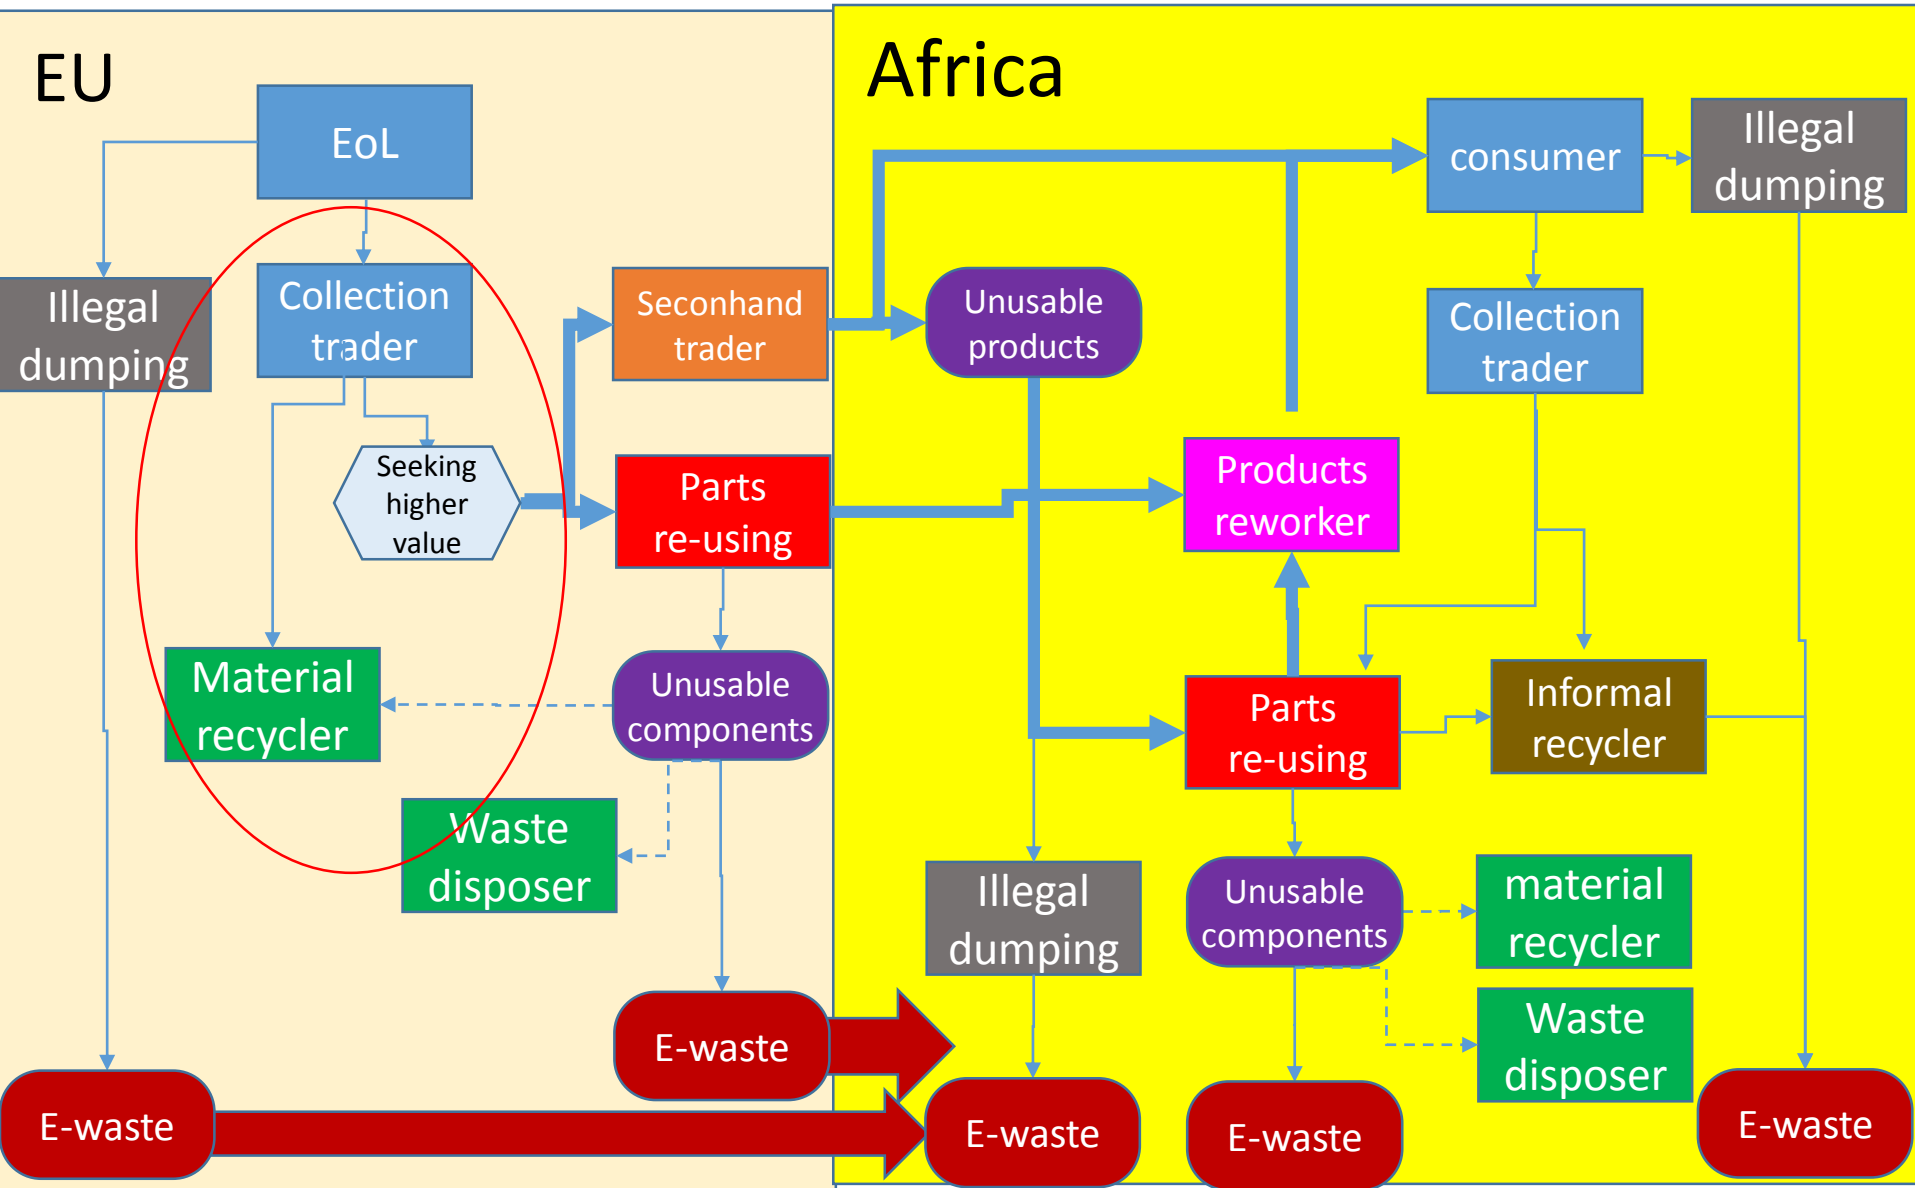 EU
EoL
Illegal
dumping
Collection
trader
Seeking
higher
value
Seconhand
trader
Parts
re-using
Material
recycler
Unusable
components
Waste
disposer
E-waste
E-waste
Africa
consumer
Illegal
dumping
Unusable
products
Collection
trader
Products
reworker
Parts
re-using
Informal
recycler
Illegal
dumping
Unusable
components
material
recycler
Waste
disposer
E-waste
E-waste
E-waste